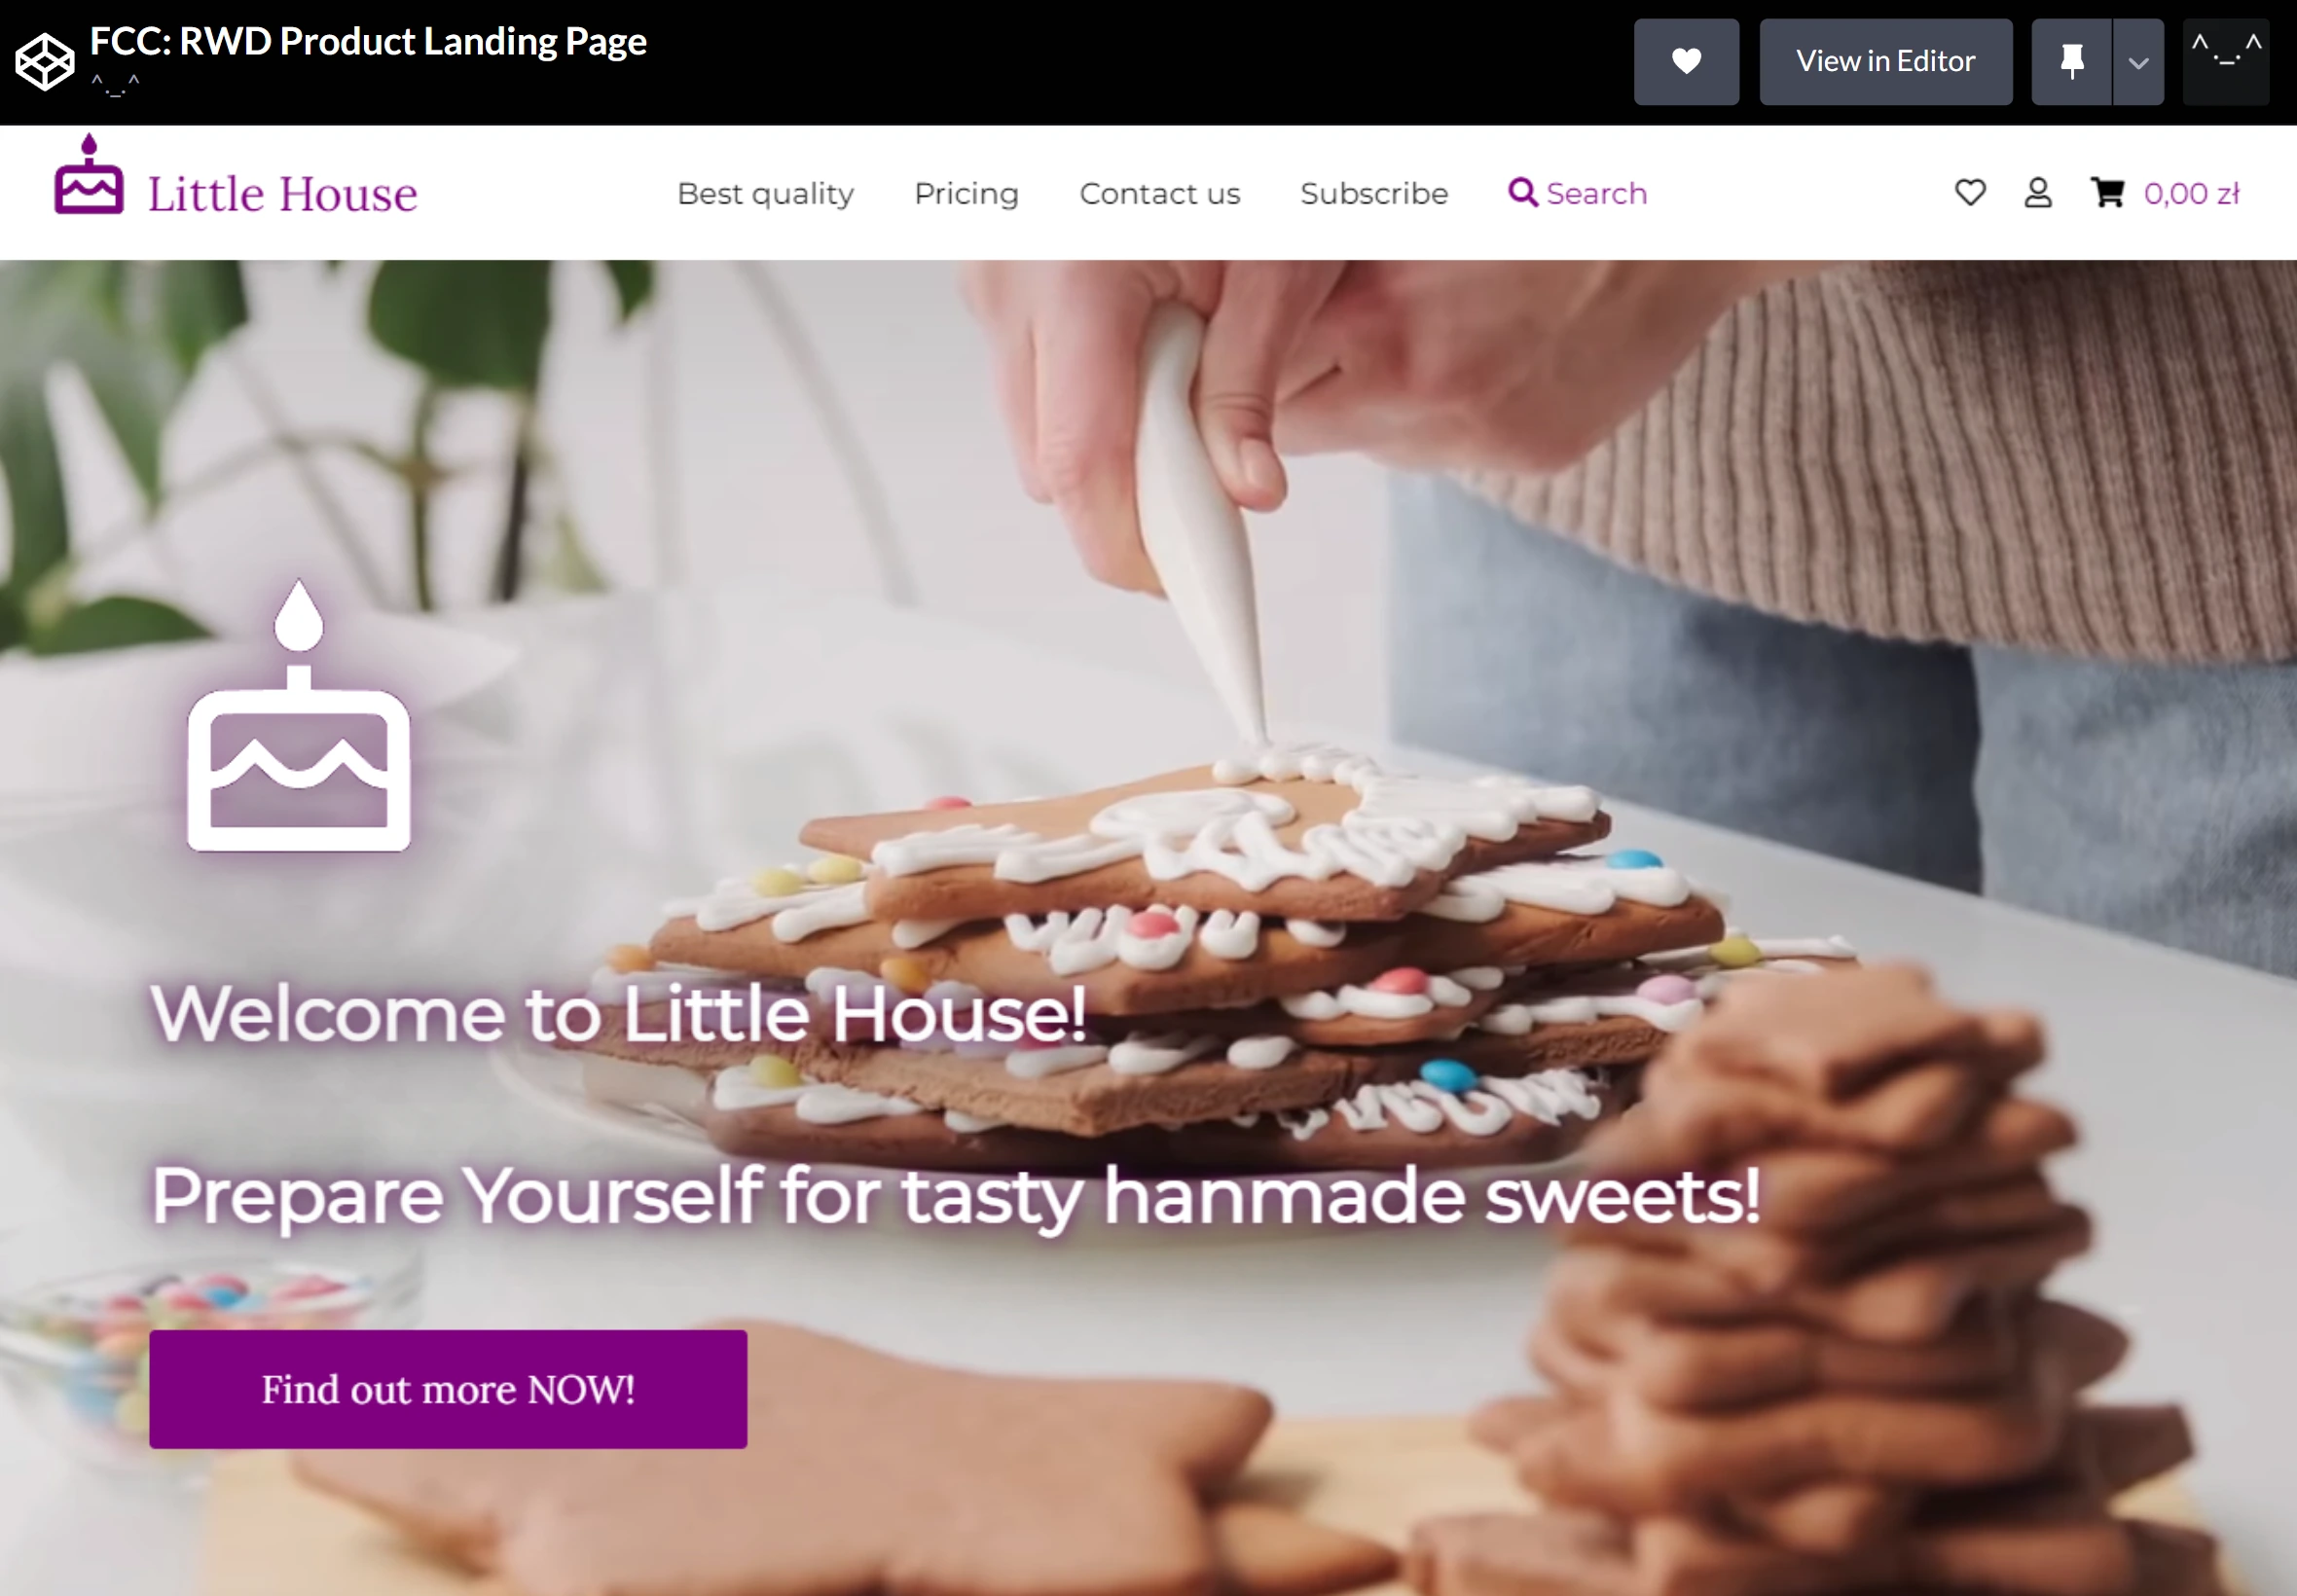 FCC: RWD Product Landing Page
^._.^
View in Editor
^._.^
Little House
Best quality
Pricing
Contact us
Subscribe
Search
0,00 zł
Welcome to Little House!
Prepare Yourself for tasty hanmade sweets!
Find out more NOW!